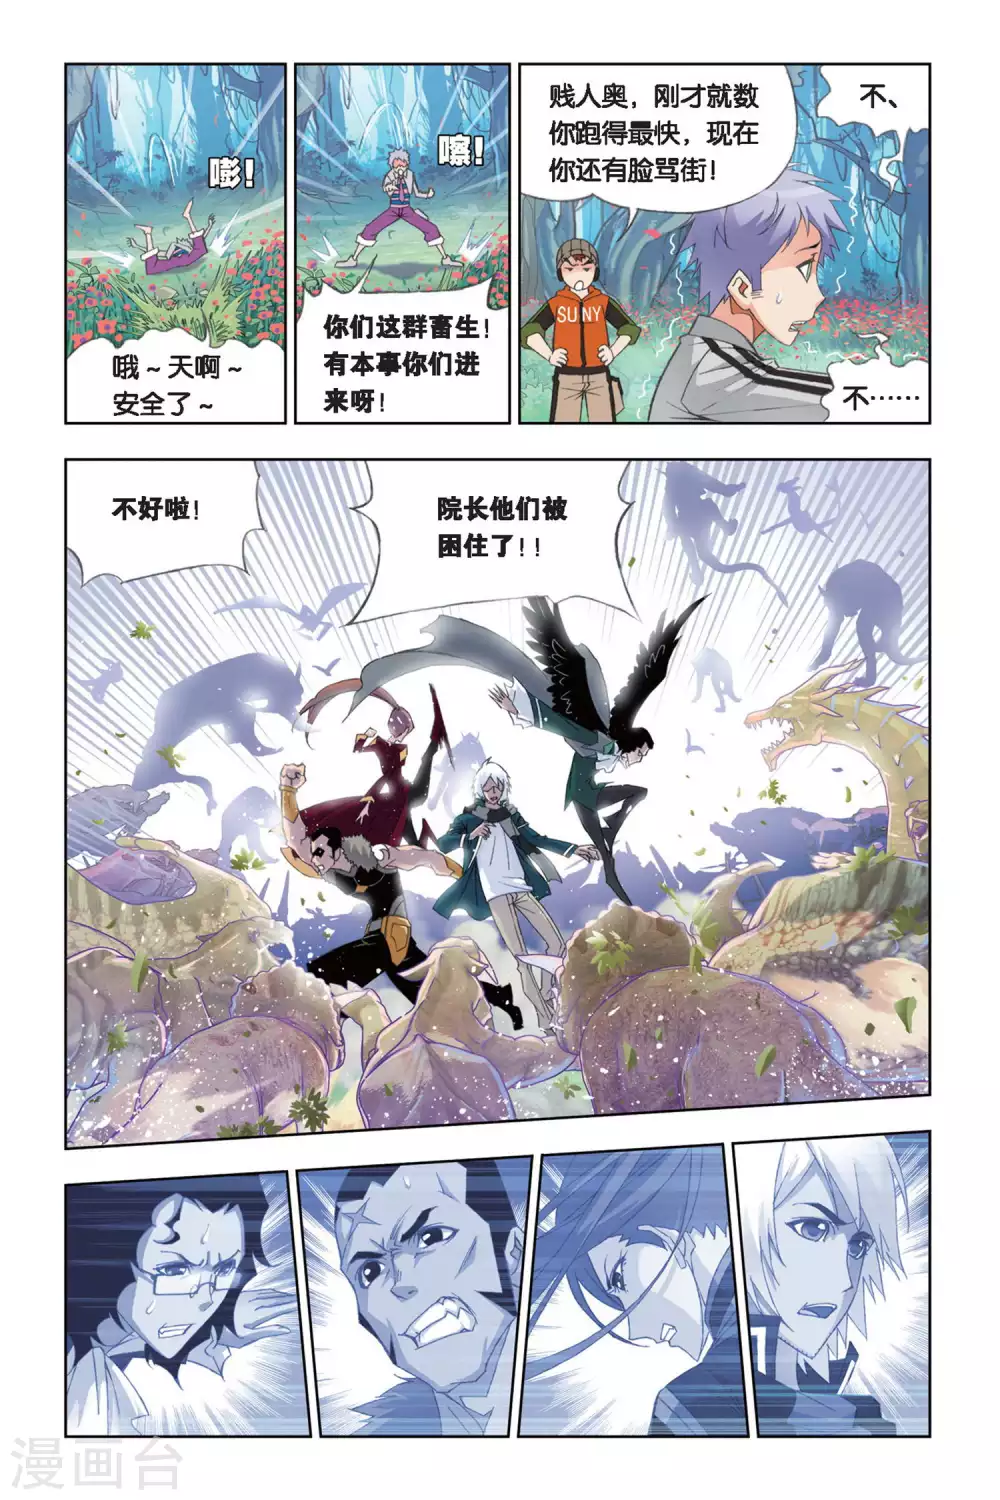 嘭！
哦～天啊～
安全了～
嚓！
你们这群畜生！
有本事你们进
来呀！
贱人奥，刚才就数
你跑得最快，现在
你还有脸骂街！
不、
SUNY
不……
不好啦！
院长他们被
困住了！！
漫画台